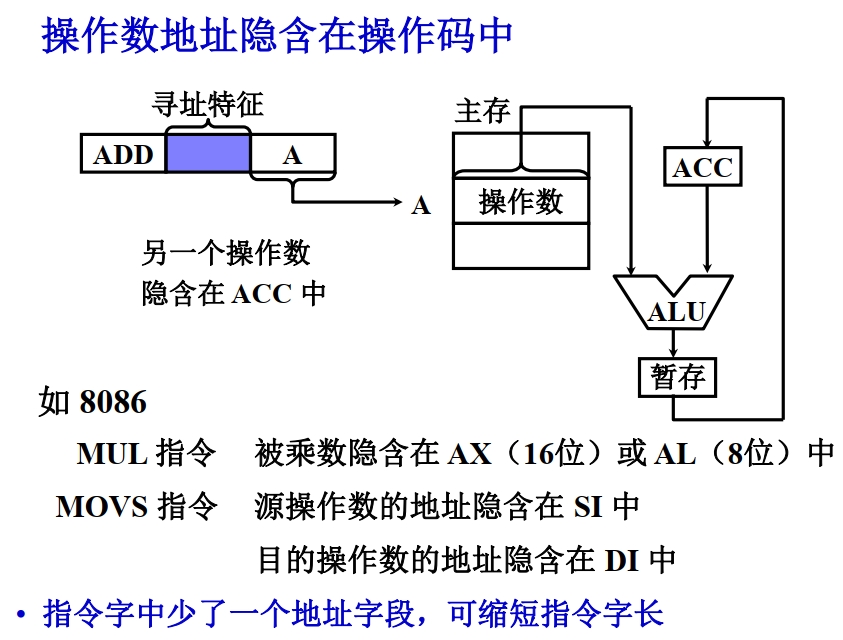 操作数地址隐含在操作码中
寻址特征
ADD
A
A
另一个操作数
隐含在 ACC 中
主存
操作数
ACC
ALU
暂存
如 8086
MUL 指令 被乘数隐含在 AX（16位）或 AL（8位）中
MOVS 指令 源操作数的地址隐含在 SI 中
目的操作数的地址隐含在 DI 中
• 指令字中少了一个地址字段，可缩短指令字长